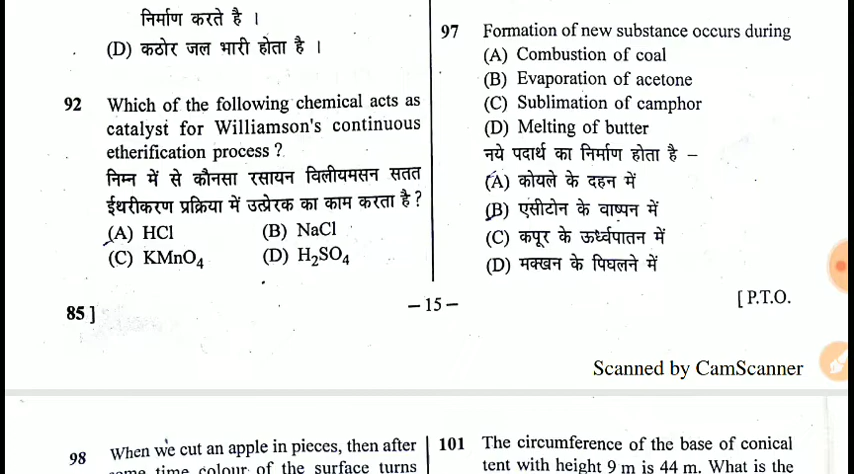 निर्माण करते है ।
(D) कठोर जल भारी होता है ।
92 Which of the following chemical acts as
catalyst for Williamson's continuous
etherification process ?
निम्न में से कौनसा रसायन विलीयमसन सतत
ईथरीकरण प्रक्रिया में उत्प्रेरक का काम करता है ?
(A) HCl (B) NaCl
(C) KMnO₄ (D) H₂SO₄
85 ]
97 Formation of new substance occurs during
(A) Combustion of coal
(B) Evaporation of acetone
(C) Sublimation of camphor
(D) Melting of butter
नये पदार्थ का निर्माण होता है –
(A) कोयले के दहन में
(B) एसीटोन के वाष्पन में
(C) कपूर के ऊर्ध्वपातन में
(D) मक्खन के पिघलने में
– 15 –
[ P.T.O.
Scanned by CamScanner
98 When we cut an apple in pieces, then after
some time colour of the surface turns
101 The circumference of the base of conical
tent with height 9 m is 44 m. What is the